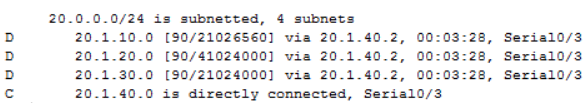 20.0.0.0/24 is subnetted, 4 subnets
D 20.1.10.0 [90/21026560] via 20.1.40.2, 00:03:28, Serial0/3
D 20.1.20.0 [90/41024000] via 20.1.40.2, 00:03:28, Serial0/3
D 20.1.30.0 [90/21024000] via 20.1.40.2, 00:03:28, Serial0/3
C 20.1.40.0 is directly connected, Serial0/3